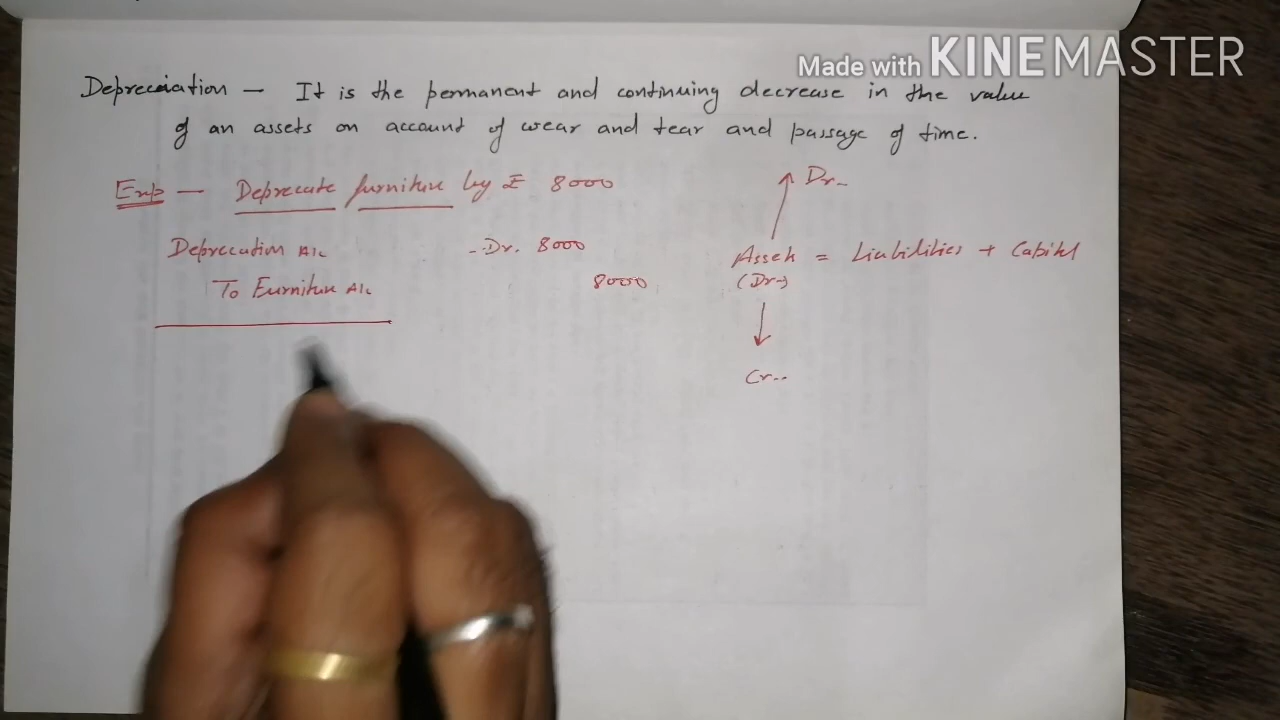 Made with KINEMASTER
Depreciation — It is the permanent and continuing decrease in the value
of an assets on account of wear and tear and passage of time.
Exp — Deprecate furniture by ₹ 8000
Dr.
Deprecation A/c -- Dr. 8000
To Furniture A/c 8000
Assets = Liabilities + Capital
(Dr)
Cr..